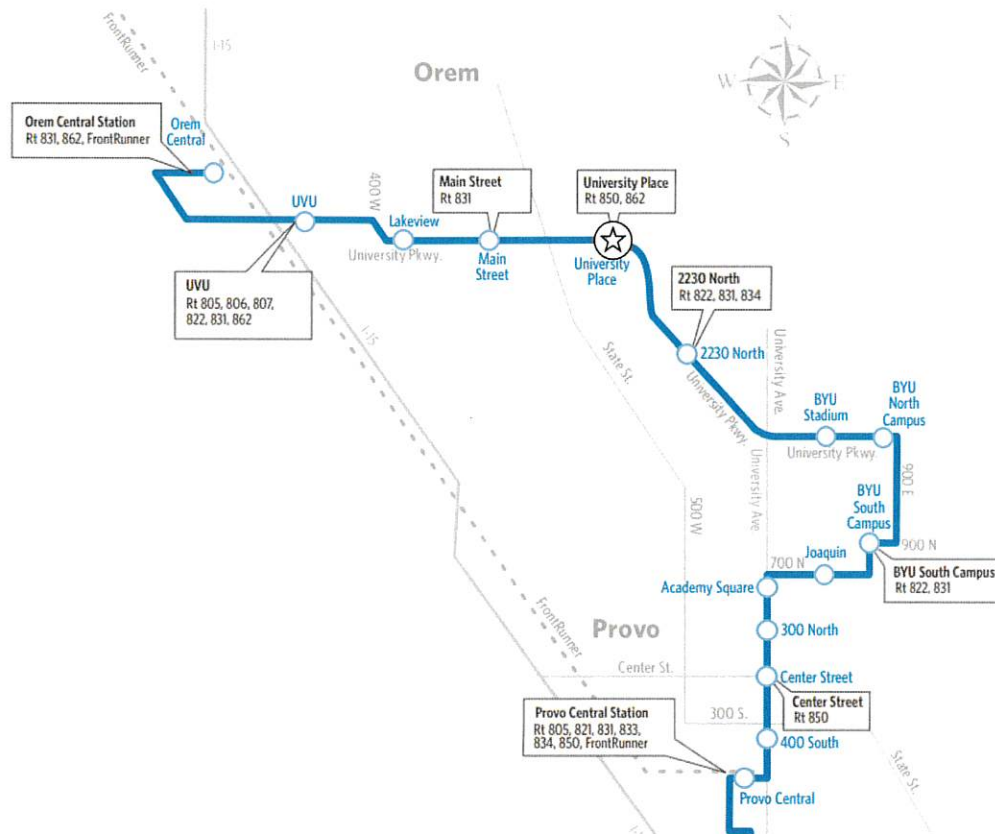 FrontRunner
I-15
Orem
N
W
E
S
Orem Central Station
Rt 831, 862, FrontRunner
Orem
Central
400 W
Main Street
Rt 831
University Place
Rt 850, 862
UVU
Lakeview
University Pkwy.
Main
Street
University
Place
UVU
Rt 805, 806, 807,
822, 831, 862
2230 North
Rt 822, 831, 834
I-15
State St.
2230 North
University Ave.
University Pkwy.
BYU
Stadium
BYU
North
Campus
University Pkwy.
University Ave
900 E
500 W
BYU
South
Campus
900 N
700 N
Joaquin
BYU South Campus
Rt 822, 831
Academy Square
FrontRunner
Provo
300 North
Center St.
Center Street
Center Street
Rt 850
Provo Central Station
Rt 805, 821, 831, 833,
834, 850, FrontRunner
300 S.
400 South
State St.
Provo Central